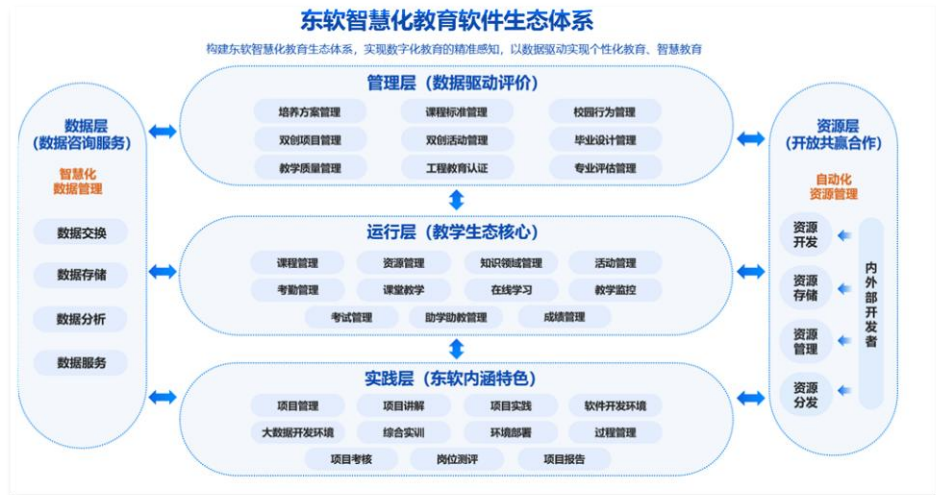 东软智慧化教育软件生态体系
构建东软智慧化教育生态体系，实现数字化教育的精准感知，以数据驱动实现个性化教育、智慧教育
数据层
(数据咨询服务)
智慧化
数据管理
数据交换
数据存储
数据分析
数据服务
管理层（数据驱动评价）
培养方案管理 课程标准管理 校园行为管理
双创项目管理 双创活动管理 毕业设计管理
教学质量管理 工程教育认证 专业评估管理
运行层（教学生态核心）
课程管理 资源管理 知识领域管理 活动管理
考勤管理 课堂教学 在线学习 教学监控
考试管理 助学助教管理 成绩管理
实践层（东软内涵特色）
项目管理 项目讲解 项目实践 软件开发环境
大数据开发环境 综合实训 环境部署 过程管理
项目考核 岗位测评 项目报告
资源层
(开放共赢合作)
自动化
资源管理
资源
开发
资源
存储
资源
管理
资源
分发
内外部开发者